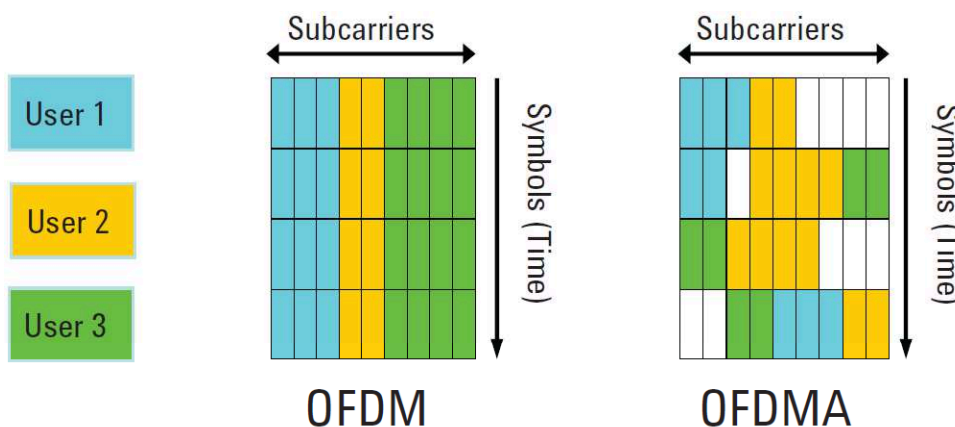 Subcarriers
Subcarriers
User 1
User 2
User 3
Symbols (Time)
Symbols (Time)
OFDM
OFDMA